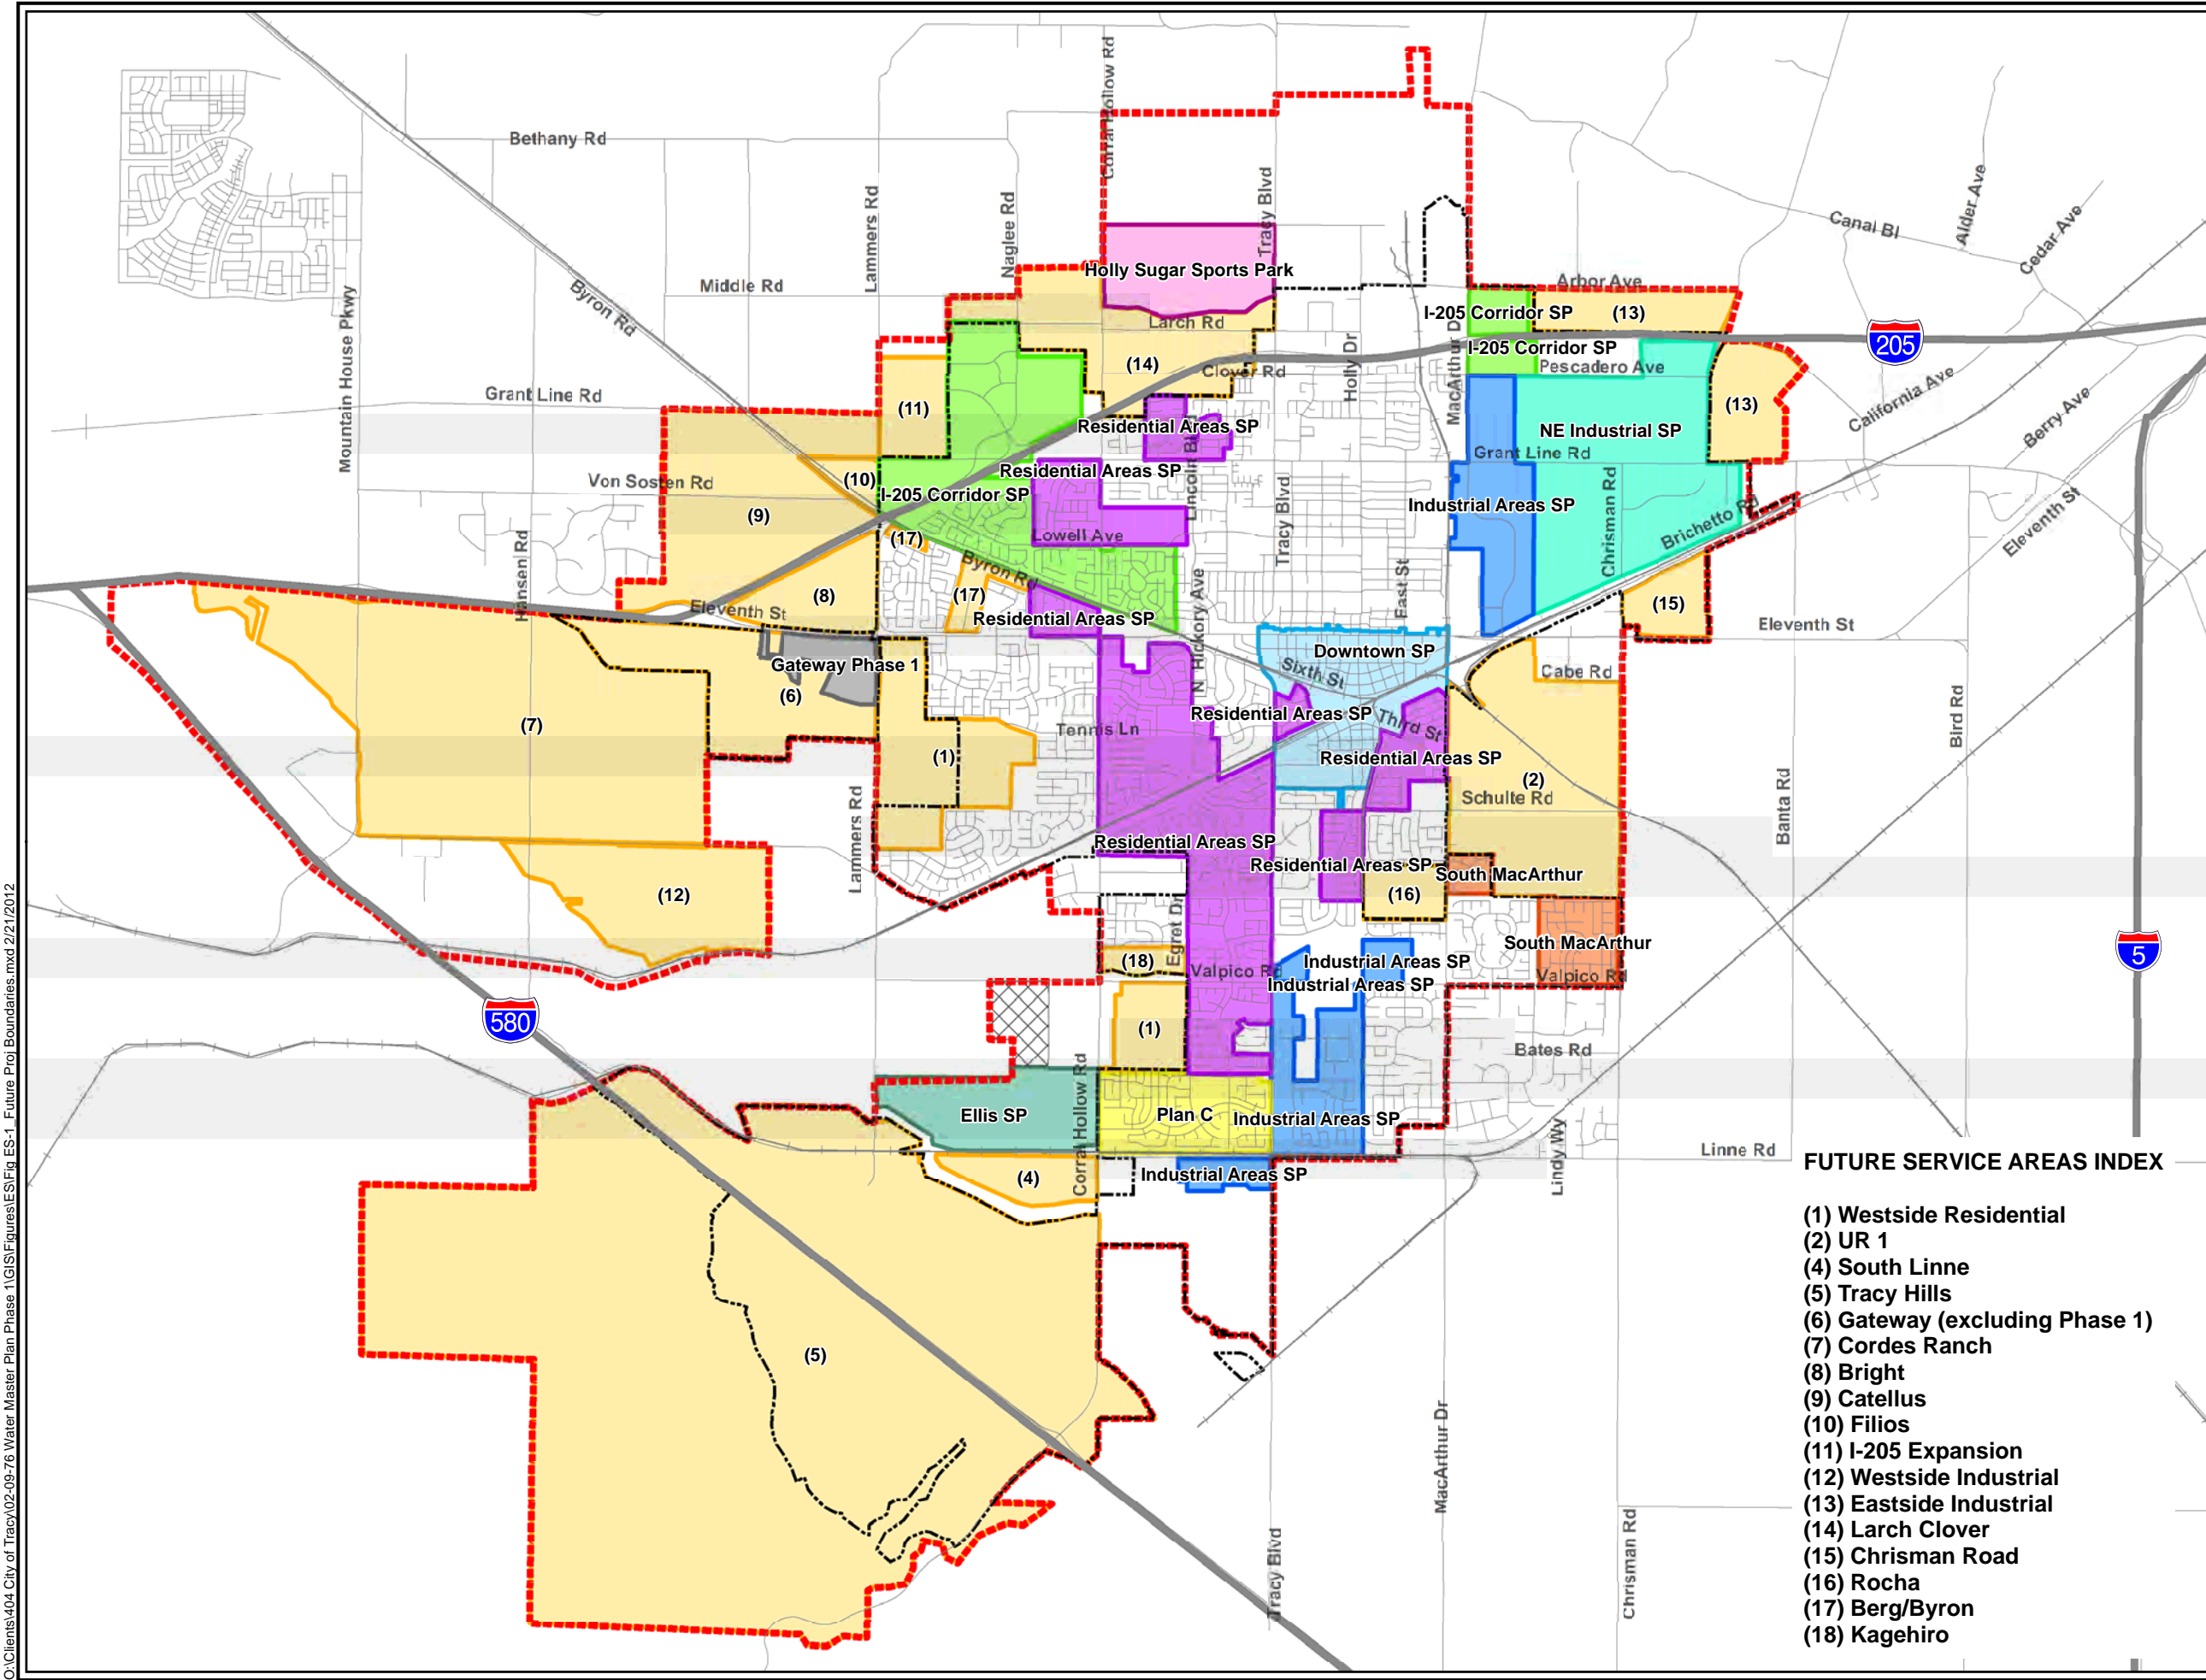 Corral Hollow Rd
Bethany Rd
Canal Bl
Alder Ave
Cedar Ave
Lammers Rd
Naglee Rd
Tracy Blvd
Holly Sugar Sports Park
Middle Rd
Byron Rd
Mountain House Pkwy
Arbor Ave
I-205 Corridor SP
(13)
Larch Rd
Holly Dr
MacArthur D
205
I-205 Corridor SP
Pescadero Ave
(14)
Clover Rd
California Ave
Berry Ave
Grant Line Rd
(11)
(13)
Residential Areas SP
NE Industrial SP
Grant Line Rd
Residential Areas SP
Lincoln Bl
Von Sosten Rd
(10)
I-205 Corridor SP
Industrial Areas SP
Chrisman Rd
Brichetto Rd
Eleventh St
(9)
Tracy Blvd
Lowell Ave
(17)
Hansen Rd
Byron Rd
East St
N Hickory Ave
(8)
(17)
(15)
Eleventh St
Residential Areas SP
Eleventh St
Downtown SP
Gateway Phase 1
Sixth St
Cabe Rd
(6)
(7)
Residential Areas SP
Third St
Bird Rd
Tennis Ln
(1)
Residential Areas SP
(2)
Schulte Rd
Banta Rd
Lammers Rd
Residential Areas SP
Residential Areas SP
South MacArthur
(12)
(16)
Egret Dr
South MacArthur
(18)
Valpico Rd
Industrial Areas SP
Industrial Areas SP
Valpico Rd
5
580
(1)
Bates Rd
Corral Hollow Rd
Ellis SP
Plan C
Industrial Areas SP
Linne Rd
Lindy Wy
(4)
Industrial Areas SP
(5)
MacArthur Dr
Tracy Blvd
Chrisman Rd
FUTURE SERVICE AREAS INDEX
(1) Westside Residential
(2) UR 1
(4) South Linne
(5) Tracy Hills
(6) Gateway (excluding Phase 1)
(7) Cordes Ranch
(8) Bright
(9) Catellus
(10) Filios
(11) I-205 Expansion
(12) Westside Industrial
(13) Eastside Industrial
(14) Larch Clover
(15) Chrisman Road
(16) Rocha
(17) Berg/Byron
(18) Kagehiro
O:\Clients\404 City of Tracy\02-09-76 Water Master Plan Phase 1\GIS\Figures\ES\Fig ES-1_Future Proj Boundaries.mxd 2/21/2012